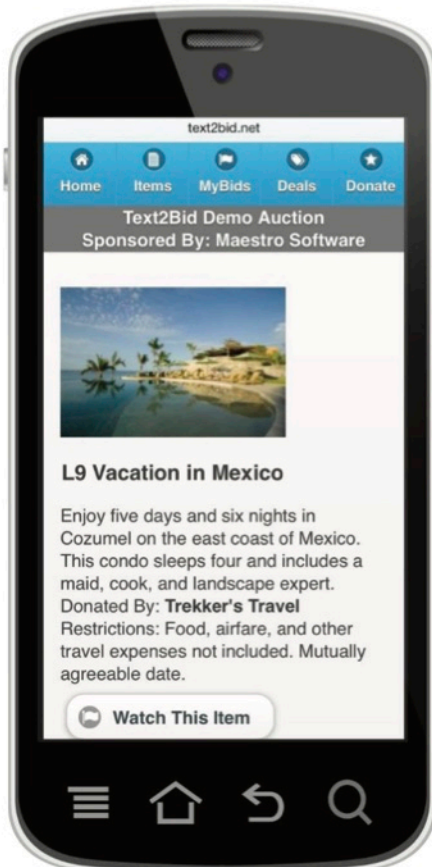 text2bid.net
Home Items MyBids Deals Donate
Text2Bid Demo Auction
Sponsored By: Maestro Software
L9 Vacation in Mexico
Enjoy five days and six nights in
Cozumel on the east coast of Mexico.
This condo sleeps four and includes a
maid, cook, and landscape expert.
Donated By: Trekker's Travel
Restrictions: Food, airfare, and other
travel expenses not included. Mutually
agreeable date.
Watch This Item